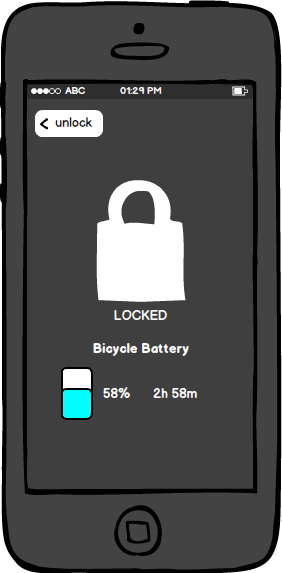 ABC 01:29 PM
unlock
LOCKED
Bicycle Battery
58% 2h 58m